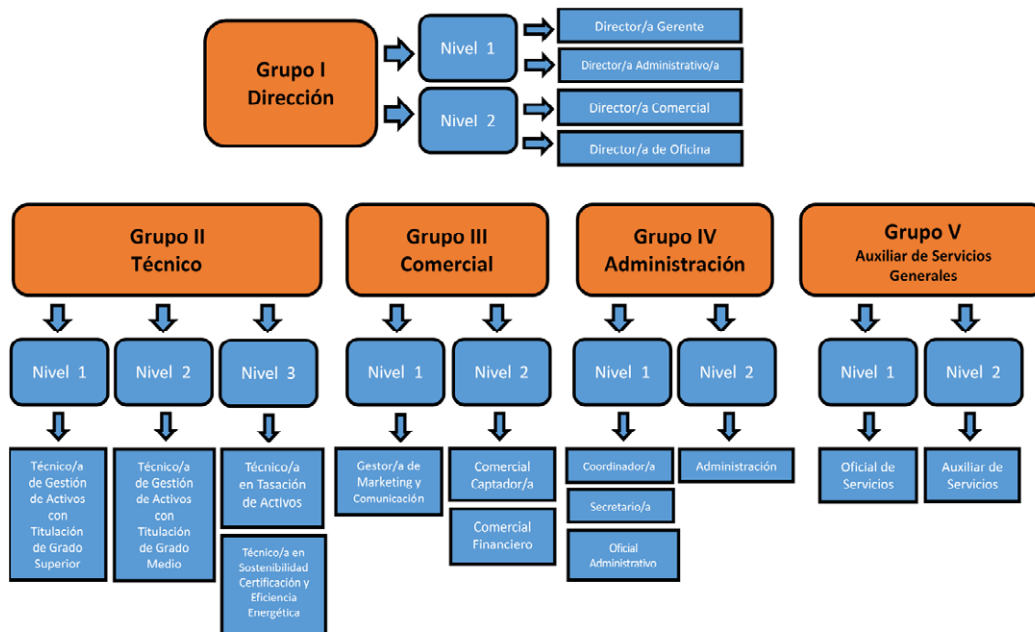 Grupo I
Dirección
Nivel 1
Director/a Gerente
Director/a Administrativo/a
Nivel 2
Director/a Comercial
Director/a de Oficina
Grupo II
Técnico
Nivel 1
Técnico/a
de Gestión
de Activos
con
Titulación
de Grado
Superior
Nivel 2
Técnico/a
de Gestión
de Activos
con
Titulación
de Grado
Medio
Nivel 3
Técnico/a
en Tasación
de Activos
Técnico/a en
Sostenibilidad
Certificación y
Eficiencia
Energética
Grupo III
Comercial
Nivel 1
Gestor/a de
Marketing y
Comunicación
Nivel 2
Comercial
Captador/a
Comercial
Financiero
Grupo IV
Administración
Nivel 1
Coordinador/a
Secretario/a
Oficial
Administrativo
Nivel 2
Administración
Grupo V
Auxiliar de Servicios
Generales
Nivel 1
Oficial de
Servicios
Nivel 2
Auxiliar de
Servicios